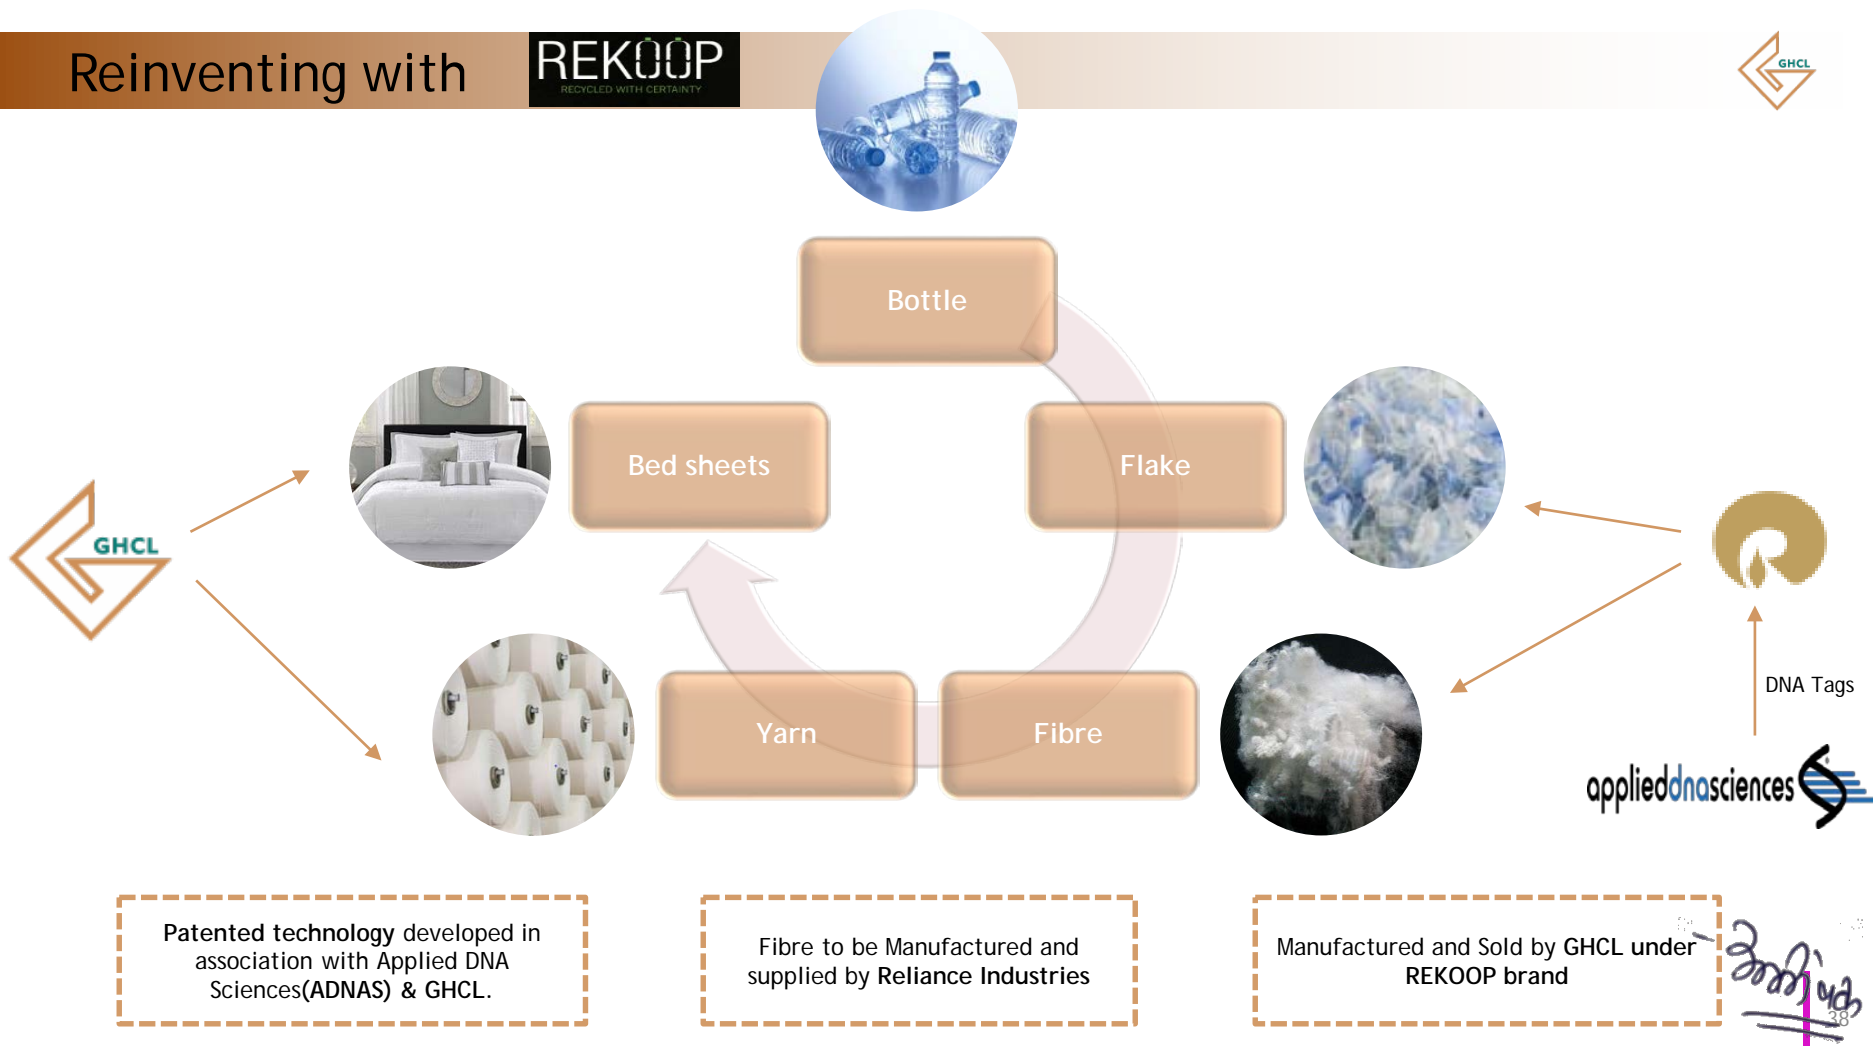 Reinventing with
REKOOP
RECYCLED WITH CERTAINTY
GHCL
Bottle
Bed sheets
Flake
GHCL
Yarn
Fibre
DNA Tags
applieddnasciences
Patented technology developed in
association with Applied DNA
Sciences(ADNAS) & GHCL.
Fibre to be Manufactured and
supplied by Reliance Industries
Manufactured and Sold by GHCL under
REKOOP brand
38